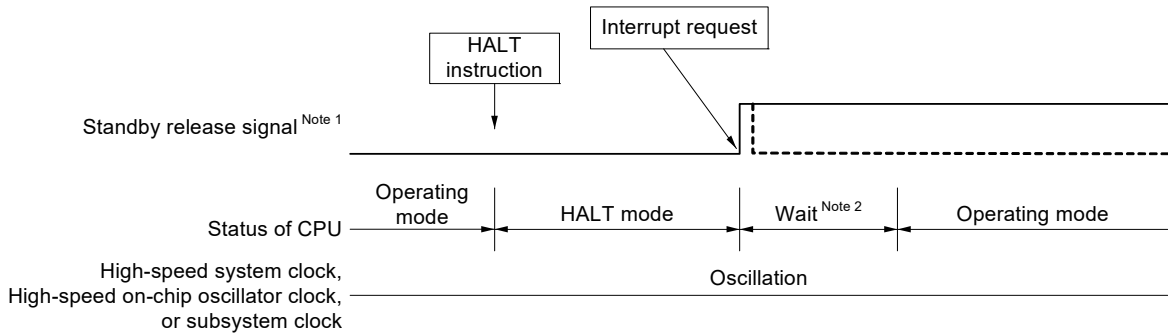 HALT
instruction
Interrupt request
Standby release signal Note 1
Operating
mode
HALT mode
Wait Note 2
Operating mode
Status of CPU
High-speed system clock,
High-speed on-chip oscillator clock,
or subsystem clock
Oscillation